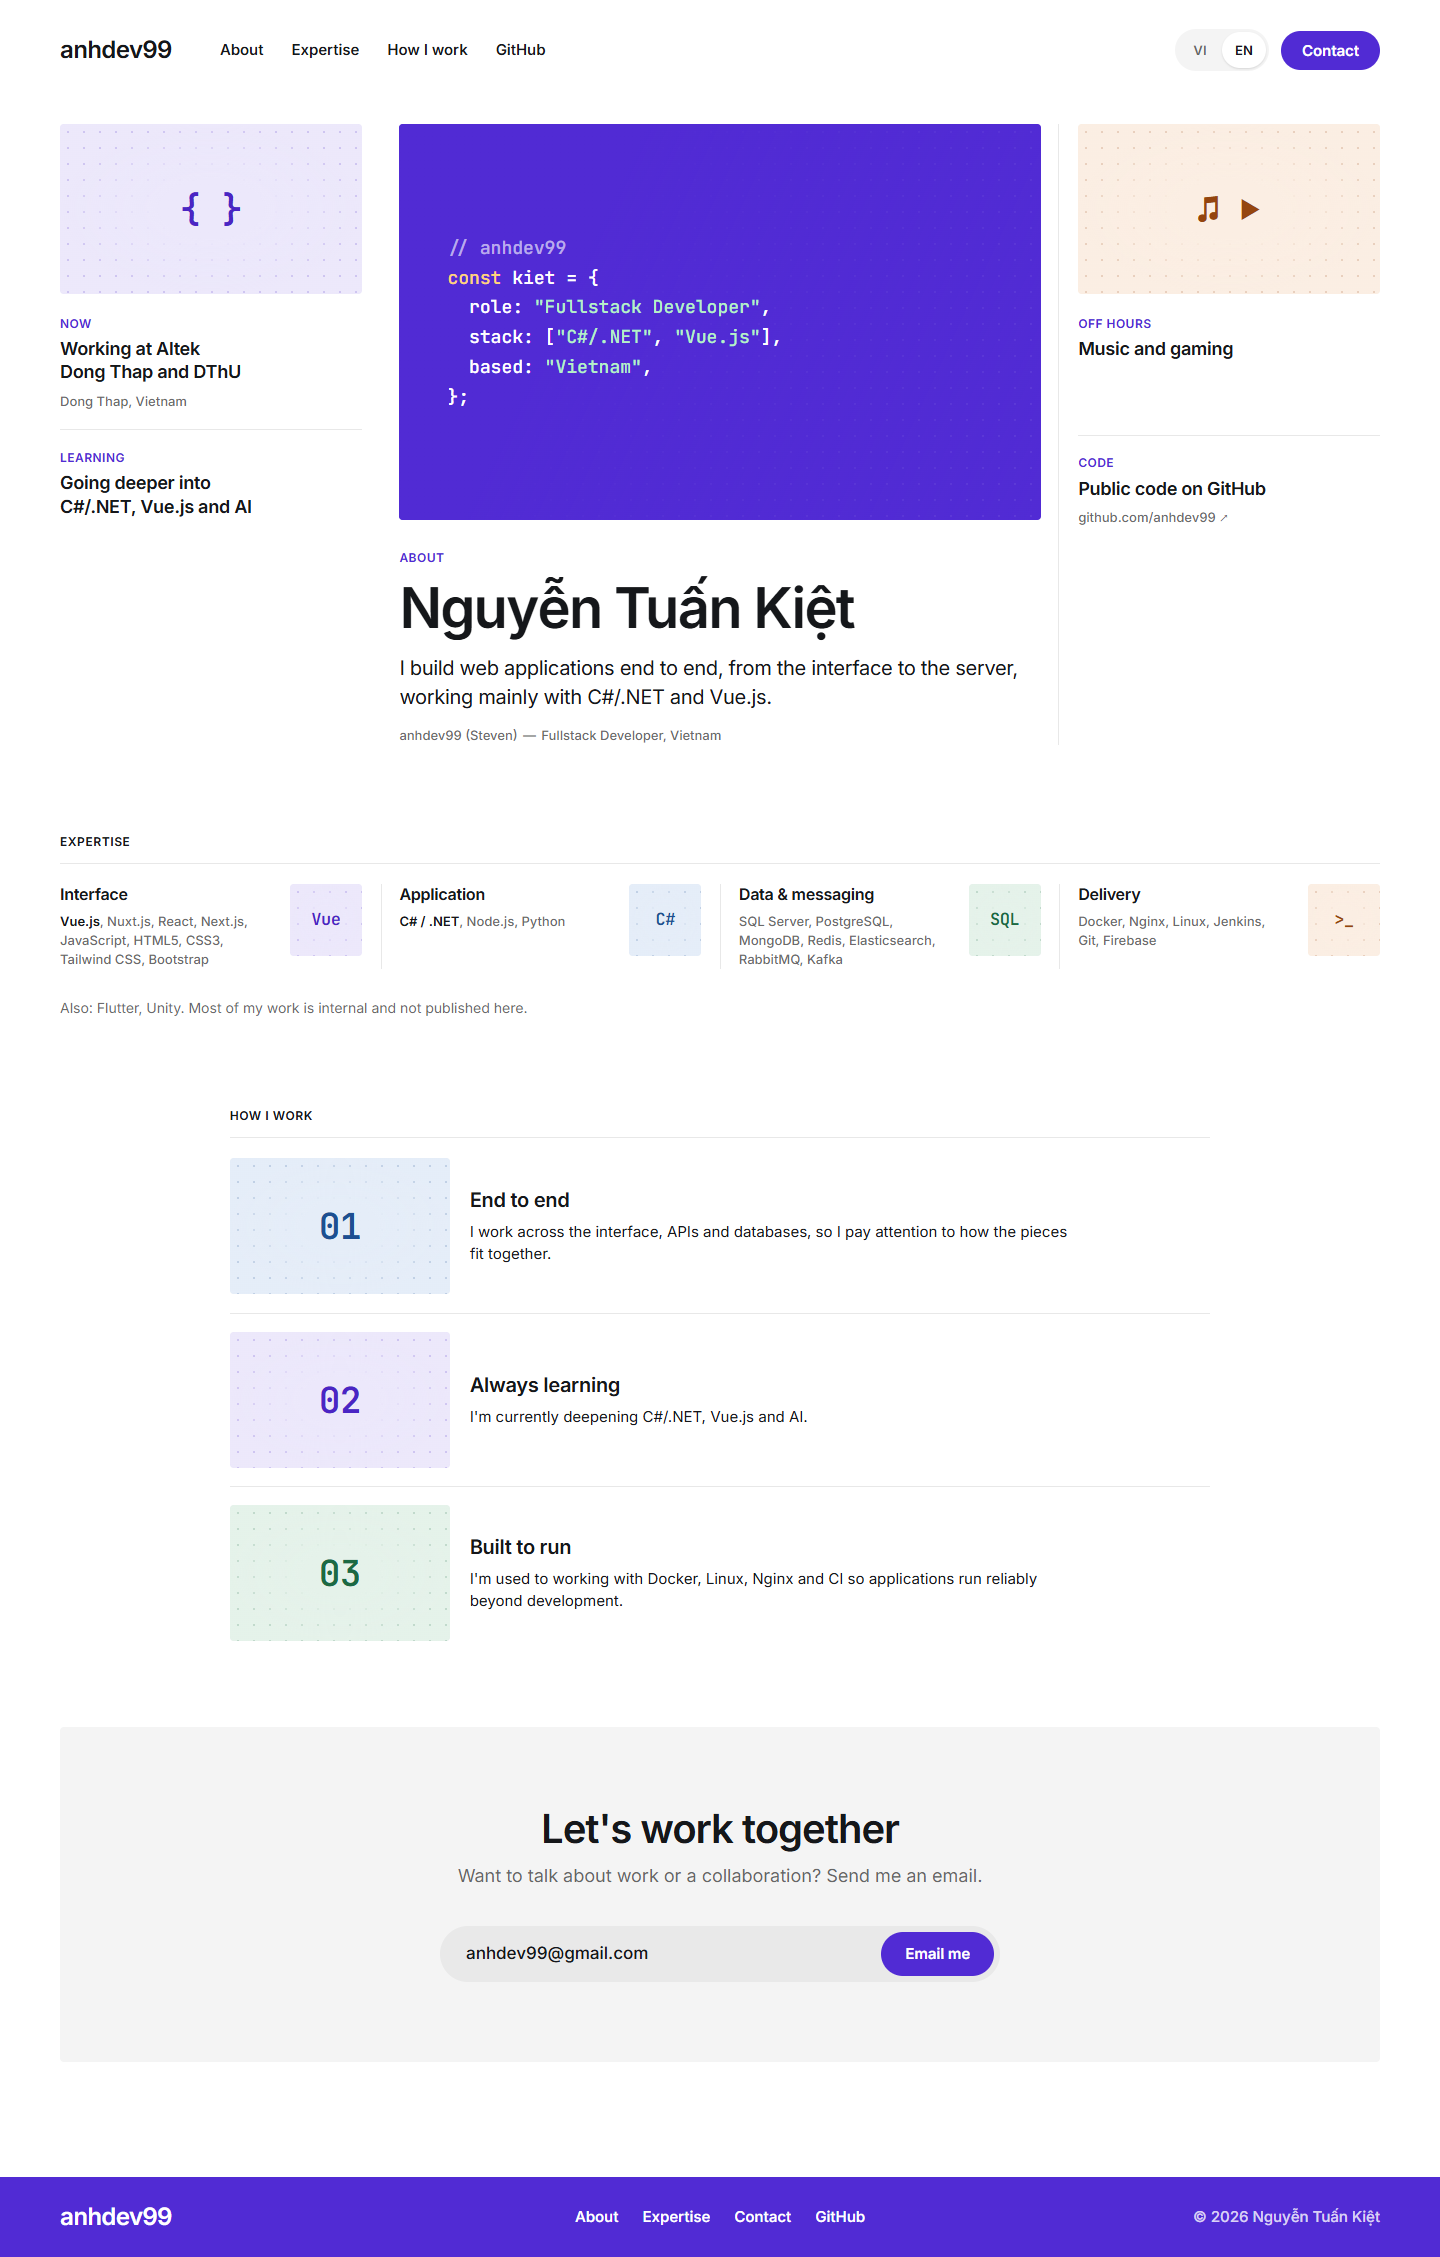 anhdev99
About
Expertise
How I work
GitHub
VI
EN
Contact
{ }
NOW
Working at Altek
Dong Thap and DThU
Dong Thap, Vietnam
LEARNING
Going deeper into
C#/.NET, Vue.js and AI
// anhdev99
const kiet = {
role: "Fullstack Developer",
stack: ["C#/.NET", "Vue.js"],
based: "Vietnam",
};
ABOUT
Nguyễn Tuấn Kiệt
I build web applications end to end, from the interface to the server,
working mainly with C#/.NET and Vue.js.
anhdev99 (Steven) — Fullstack Developer, Vietnam
OFF HOURS
Music and gaming
CODE
Public code on GitHub
github.com/anhdev99 ↗
EXPERTISE
Interface
Vue.js, Nuxt.js, React, Next.js,
JavaScript, HTML5, CSS3,
Tailwind CSS, Bootstrap
Vue
Application
C# / .NET, Node.js, Python
C#
Data & messaging
SQL Server, PostgreSQL,
MongoDB, Redis, Elasticsearch,
RabbitMQ, Kafka
SQL
Delivery
Docker, Nginx, Linux, Jenkins,
Git, Firebase
>_
Also: Flutter, Unity. Most of my work is internal and not published here.
HOW I WORK
01
End to end
I work across the interface, APIs and databases, so I pay attention to how the pieces
fit together.
02
Always learning
I'm currently deepening C#/.NET, Vue.js and AI.
03
Built to run
I'm used to working with Docker, Linux, Nginx and CI so applications run reliably
beyond development.
Let's work together
Want to talk about work or a collaboration? Send me an email.
anhdev99@gmail.com
Email me
anhdev99
About
Expertise
Contact
GitHub
© 2026 Nguyễn Tuấn Kiệt